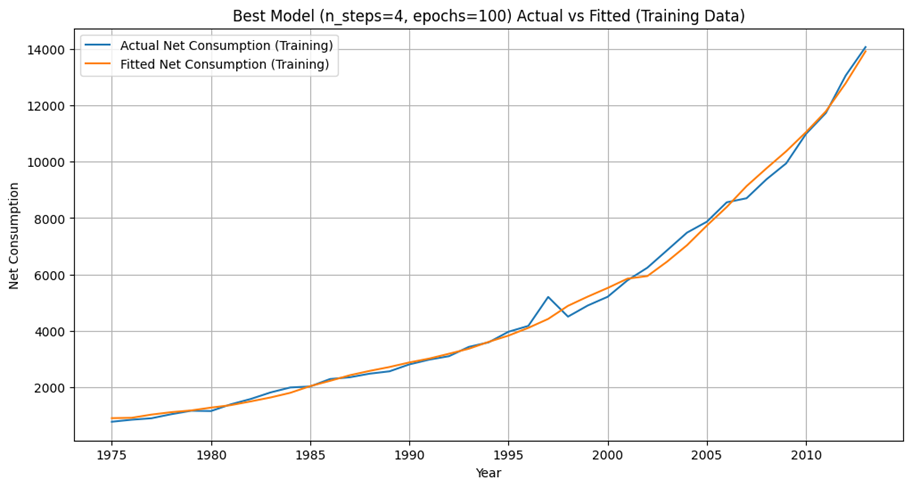 Best Model (n_steps=4, epochs=100) Actual vs Fitted (Training Data)
Actual Net Consumption (Training)
Fitted Net Consumption (Training)
Net Consumption
14000
12000
10000
8000
6000
4000
2000
1975 1980 1985 1990 1995 2000 2005 2010
Year